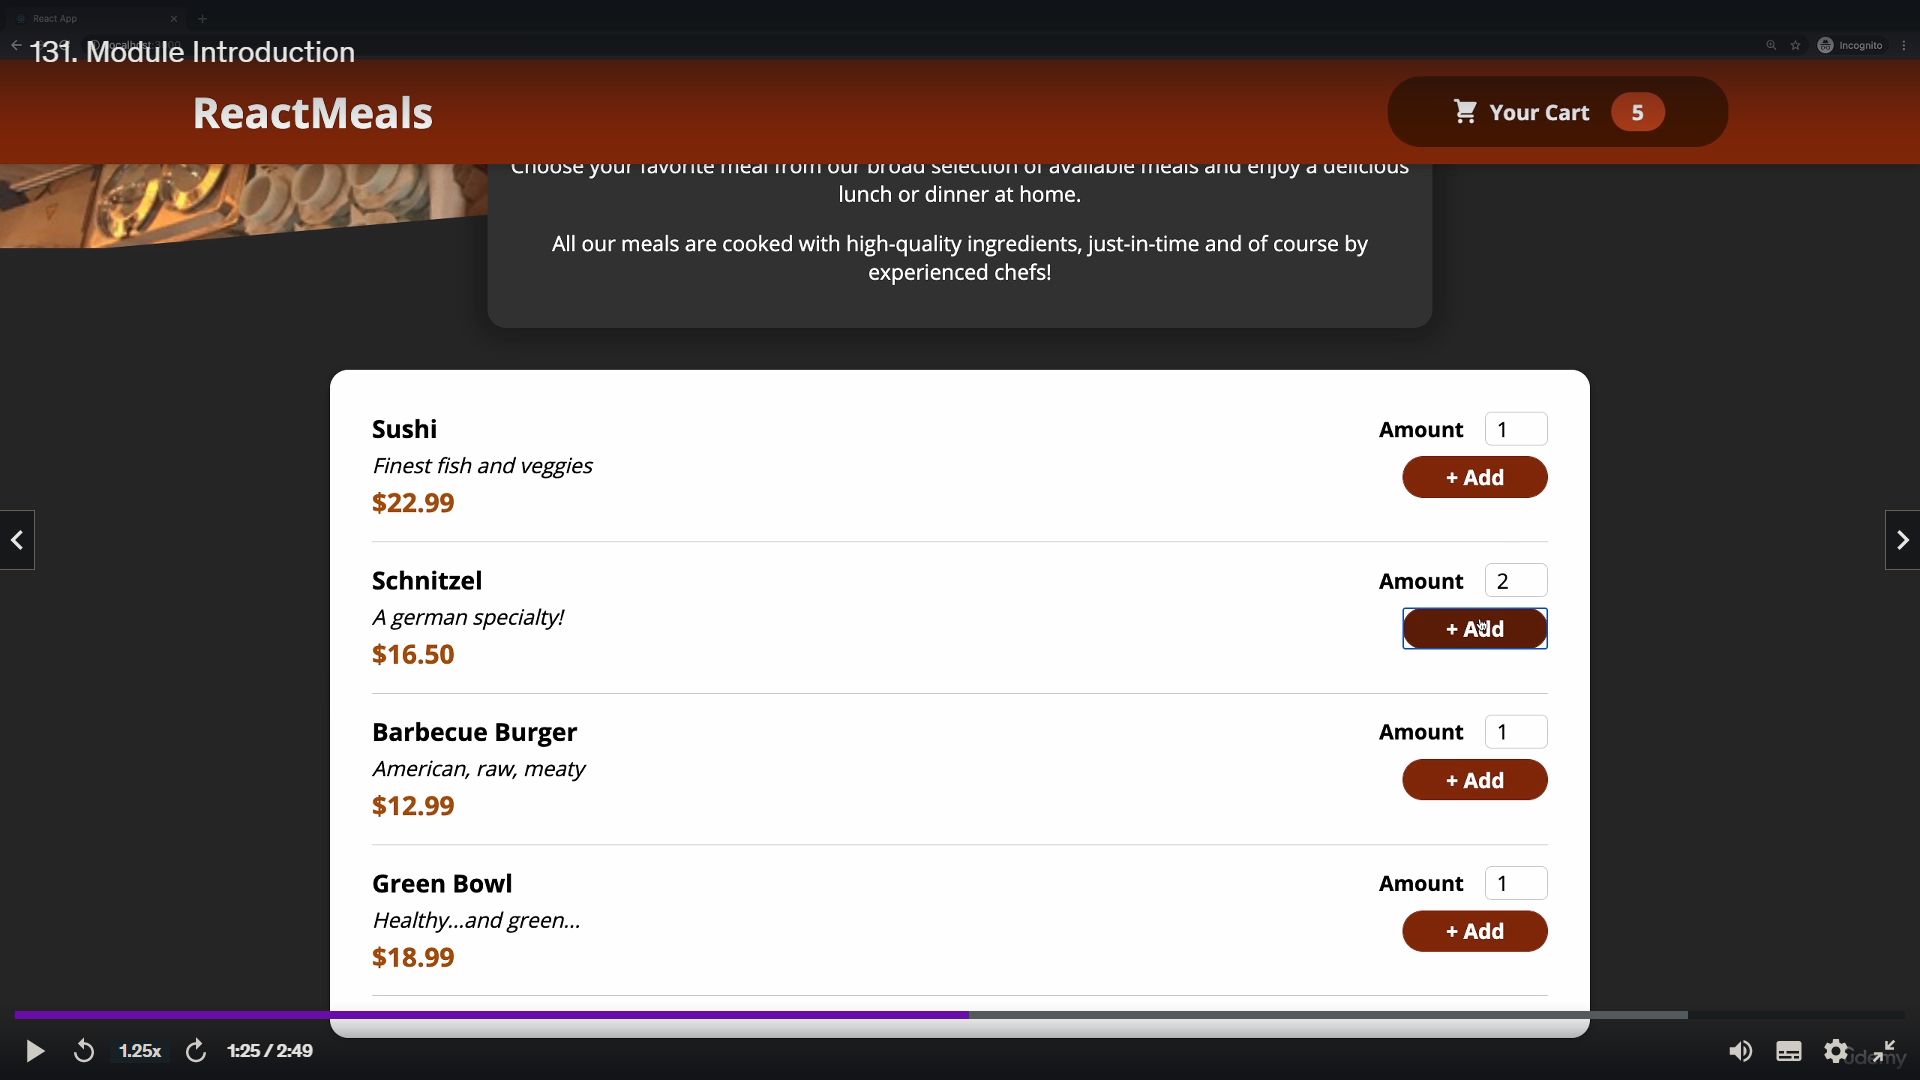 React App
131. Module Introduction
Incognito
ReactMeals
Your Cart 5
Choose your favorite meal from our broad selection of available meals and enjoy a delicious
lunch or dinner at home.
All our meals are cooked with high-quality ingredients, just-in-time and of course by
experienced chefs!
Sushi
Amount 1
Finest fish and veggies
+ Add
$22.99
Schnitzel
Amount 2
A german specialty!
+ Add
$16.50
Barbecue Burger
Amount 1
American, raw, meaty
+ Add
$12.99
Green Bowl
Amount 1
Healthy...and green...
+ Add
$18.99
1.25x
1:25 / 2:49
ûdemy